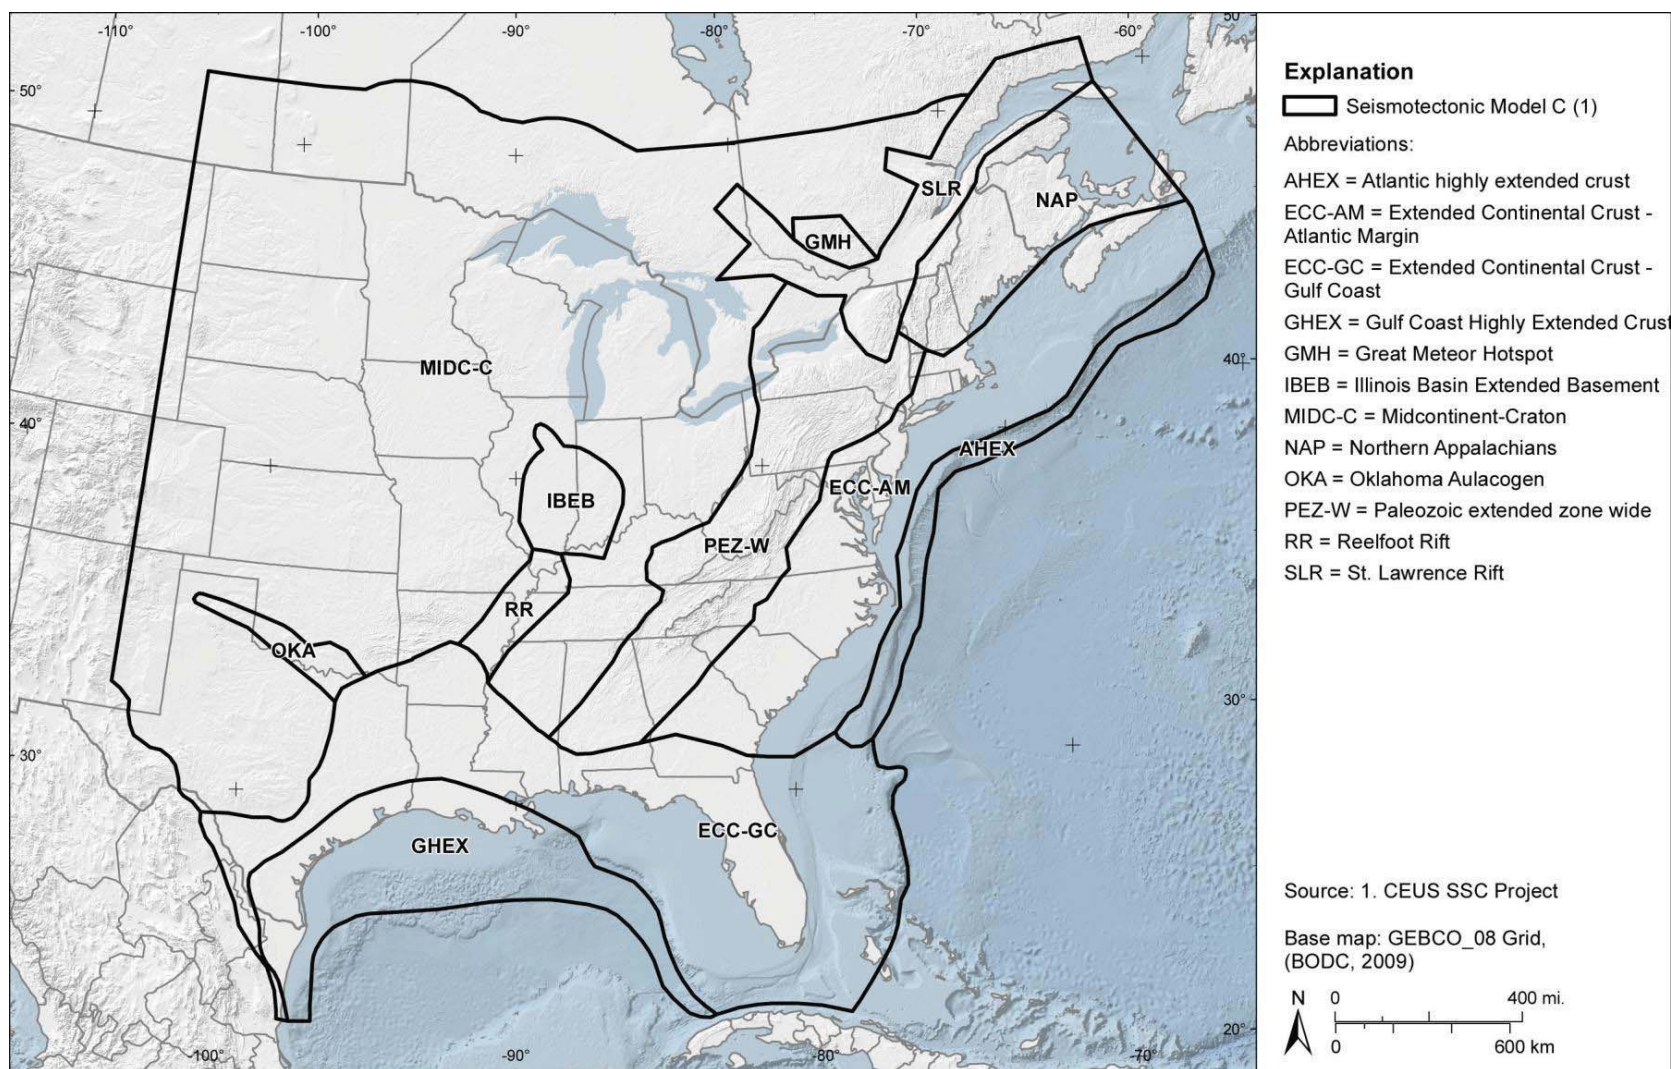 -110°
-100°
-90°
-80°
-70°
-60°
50°
50°
40°
40°
30°
30°
20°
-100°
-90°
-80°
-70°
SLR
NAP
GMH
MIDC-C
AHEX
ECC-AM
IBEB
PEZ-W
RR
OKA
ECC-GC
GHEX
Explanation
Seismotectonic Model C (1)
Abbreviations:
AHEX = Atlantic highly extended crust
ECC-AM = Extended Continental Crust -
Atlantic Margin
ECC-GC = Extended Continental Crust -
Gulf Coast
GHEX = Gulf Coast Highly Extended Crust
GMH = Great Meteor Hotspot
IBEB = Illinois Basin Extended Basement
MIDC-C = Midcontinent-Craton
NAP = Northern Appalachians
OKA = Oklahoma Aulacogen
PEZ-W = Paleozoic extended zone wide
RR = Reelfoot Rift
SLR = St. Lawrence Rift
Source: 1. CEUS SSC Project
Base map: GEBCO_08 Grid,
(BODC, 2009)
N
0 400 mi.
0 600 km